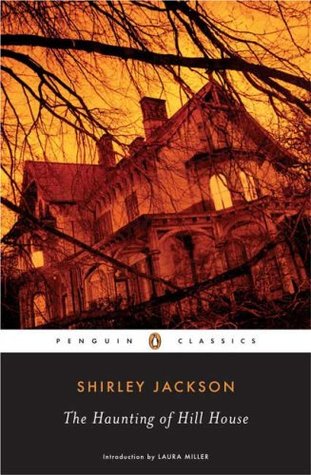 PENGUIN CLASSICS
SHIRLEY JACKSON
The Haunting of Hill House
Introduction by LAURA MILLER